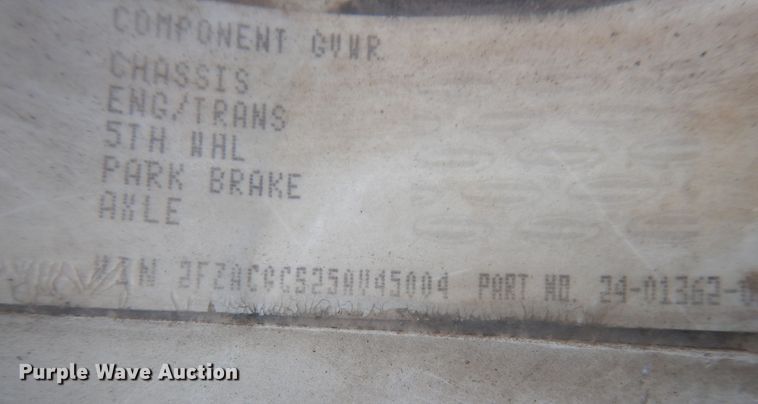 COMPONENT GVWR
CHASSIS
ENG/TRANS
5TH WHL
PARK BRAKE
AXLE
VIN 2FZACGCS25AV45004 PART NO. 24-01362-0
Purple Wave Auction